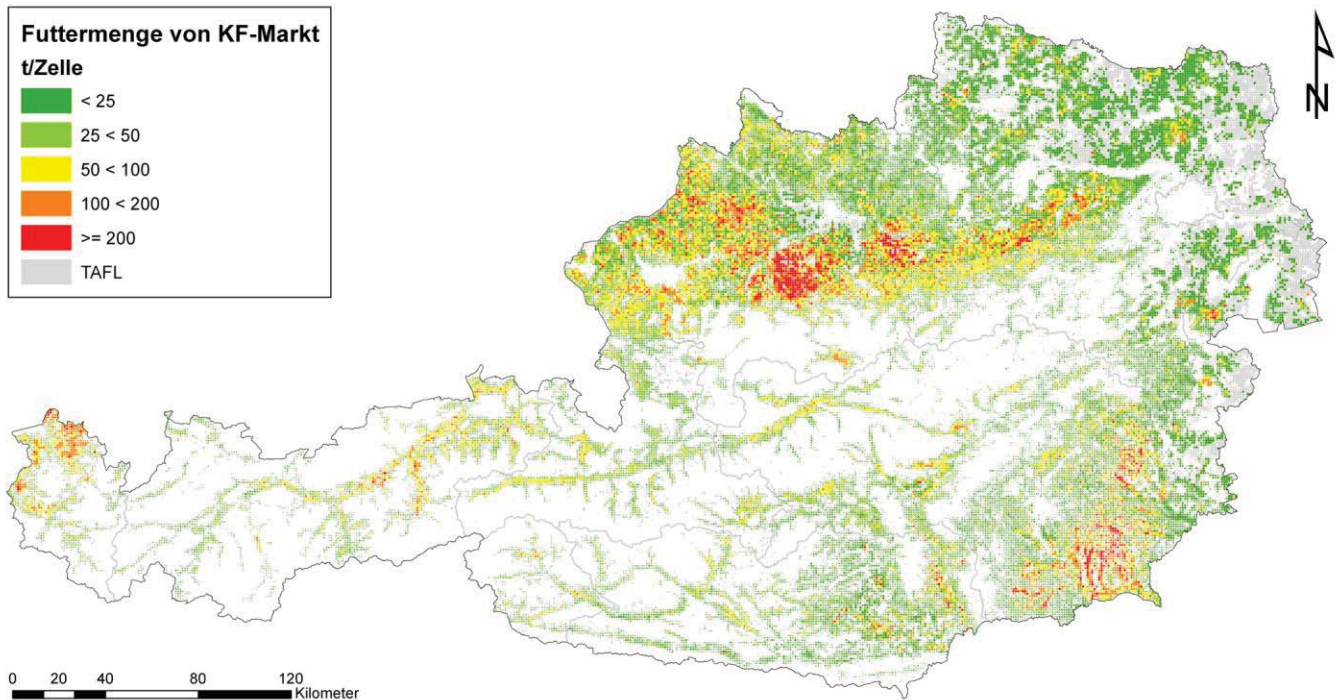 Futtermenge von KF-Markt
t/Zelle
< 25
25 < 50
50 < 100
100 < 200
>= 200
TAFL
N
0 20 40 80 120
Kilometer